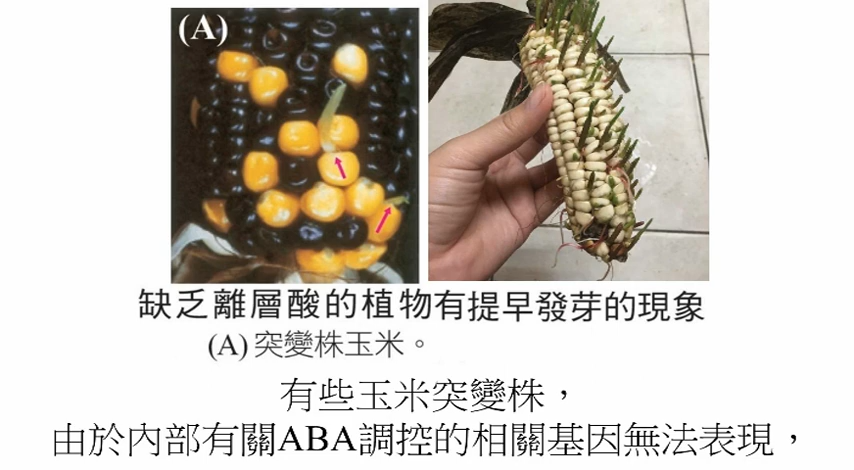 (A)
缺乏離層酸的植物有提早發芽的現象
(A) 突變株玉米。
有些玉米突變株，
由於內部有關ABA調控的相關基因無法表現，